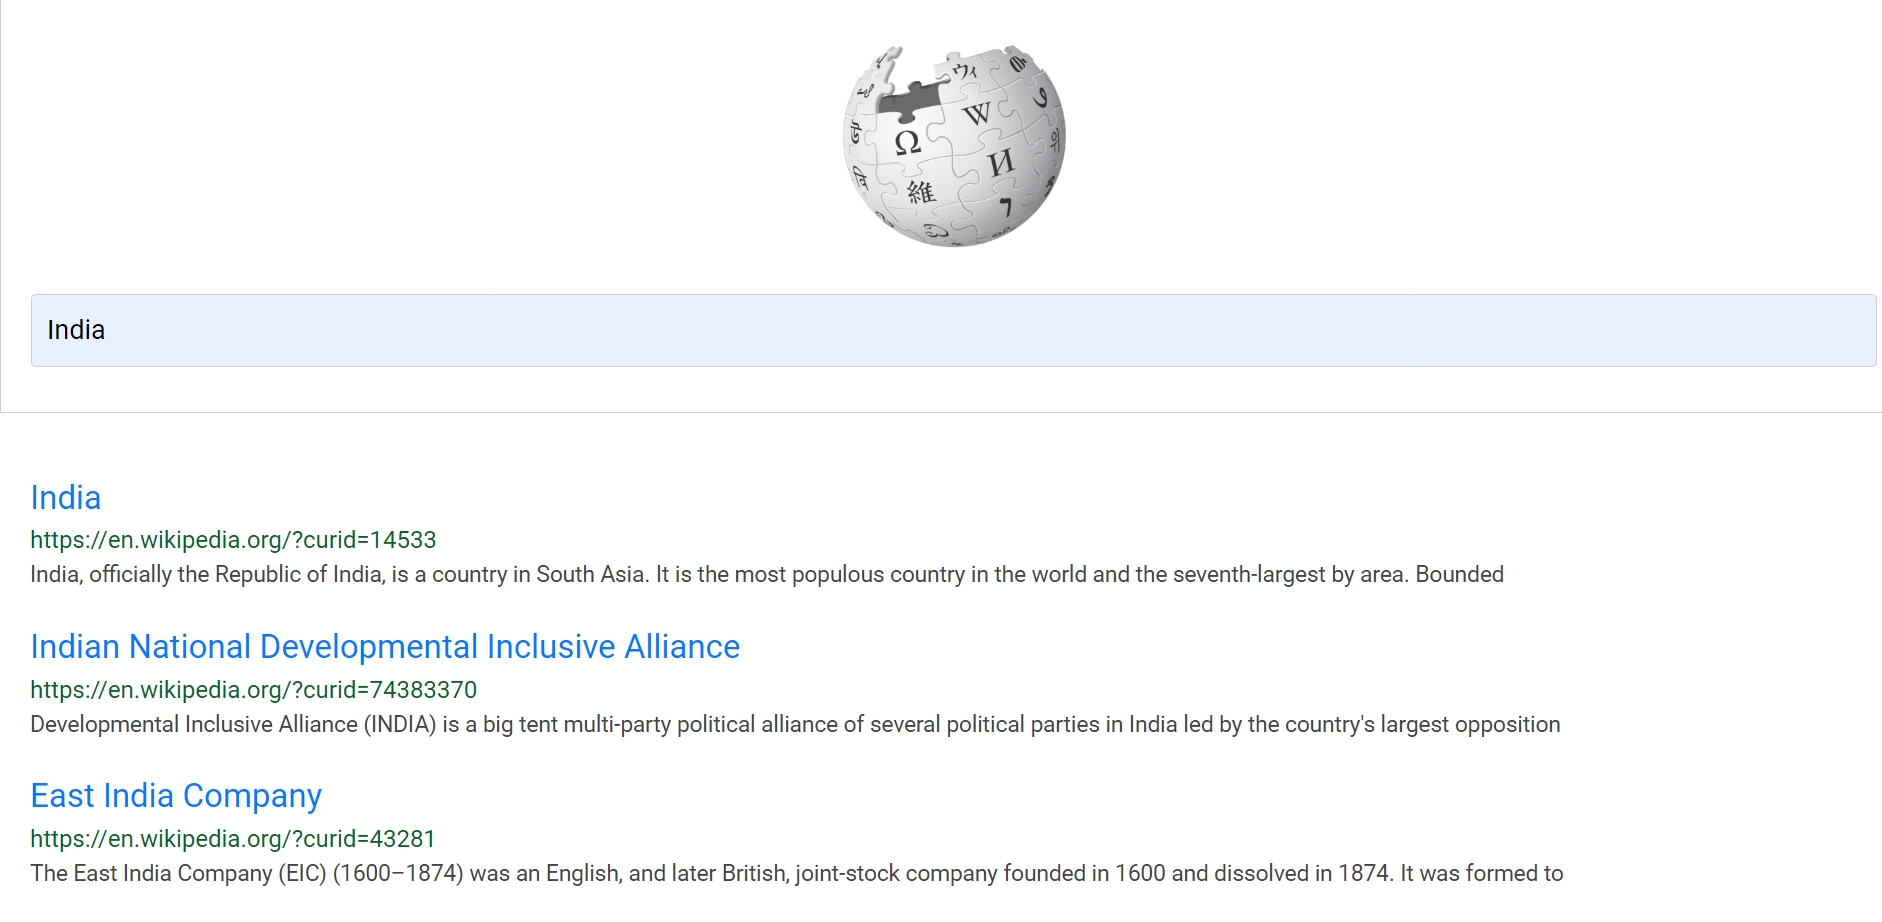 ウィ
W
Ω
И
維
ו
India
India
https://en.wikipedia.org/?curid=14533
India, officially the Republic of India, is a country in South Asia. It is the most populous country in the world and the seventh-largest by area. Bounded
Indian National Developmental Inclusive Alliance
https://en.wikipedia.org/?curid=74383370
Developmental Inclusive Alliance (INDIA) is a big tent multi-party political alliance of several political parties in India led by the country's largest opposition
East India Company
https://en.wikipedia.org/?curid=43281
The East India Company (EIC) (1600–1874) was an English, and later British, joint-stock company founded in 1600 and dissolved in 1874. It was formed to